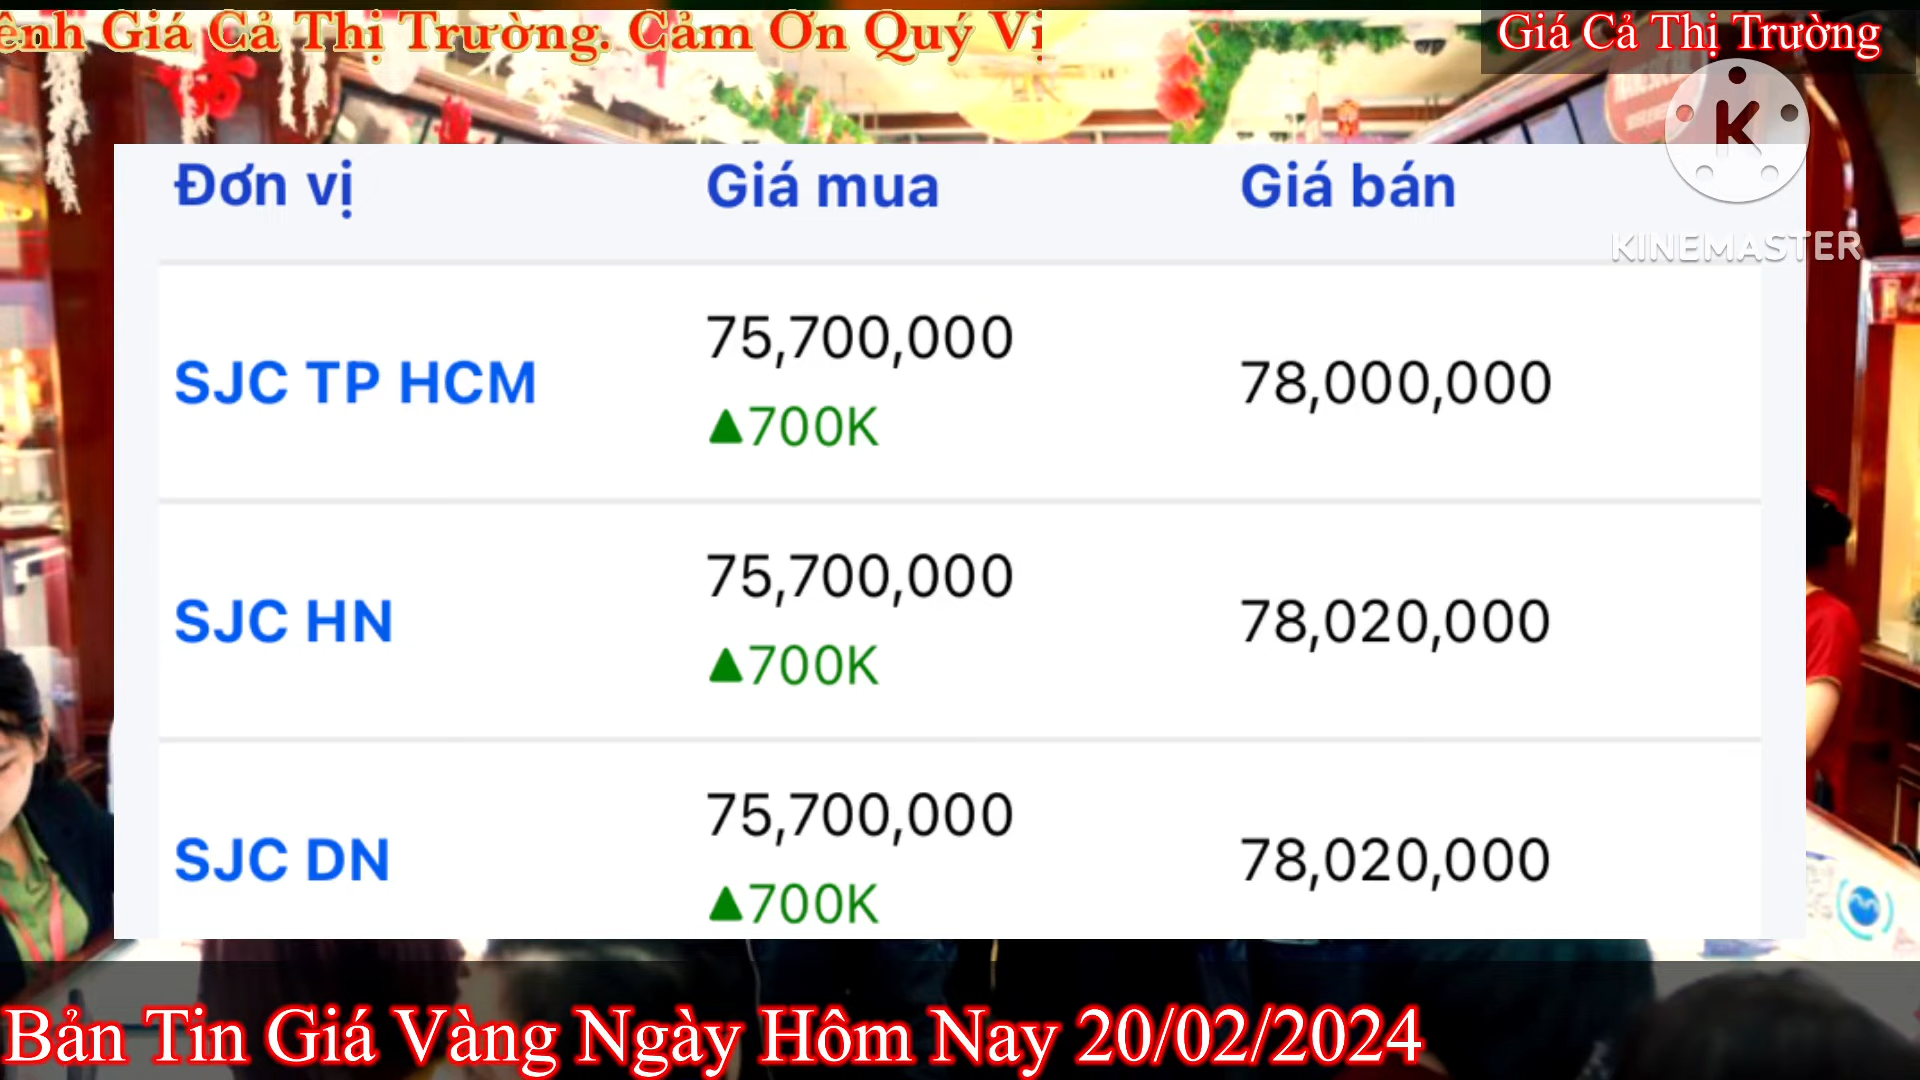 ênh Giá Cả Thị Trường. Cảm Ơn Quý Vị
Giá Cả Thị Trường
K
KINEMASTER
Đơn vị Giá mua Giá bán
75,700,000
SJC TP HCM 78,000,000
▲700K
75,700,000
SJC HN 78,020,000
▲700K
75,700,000
SJC DN 78,020,000
▲700K
Bản Tin Giá Vàng Ngày Hôm Nay 20/02/2024